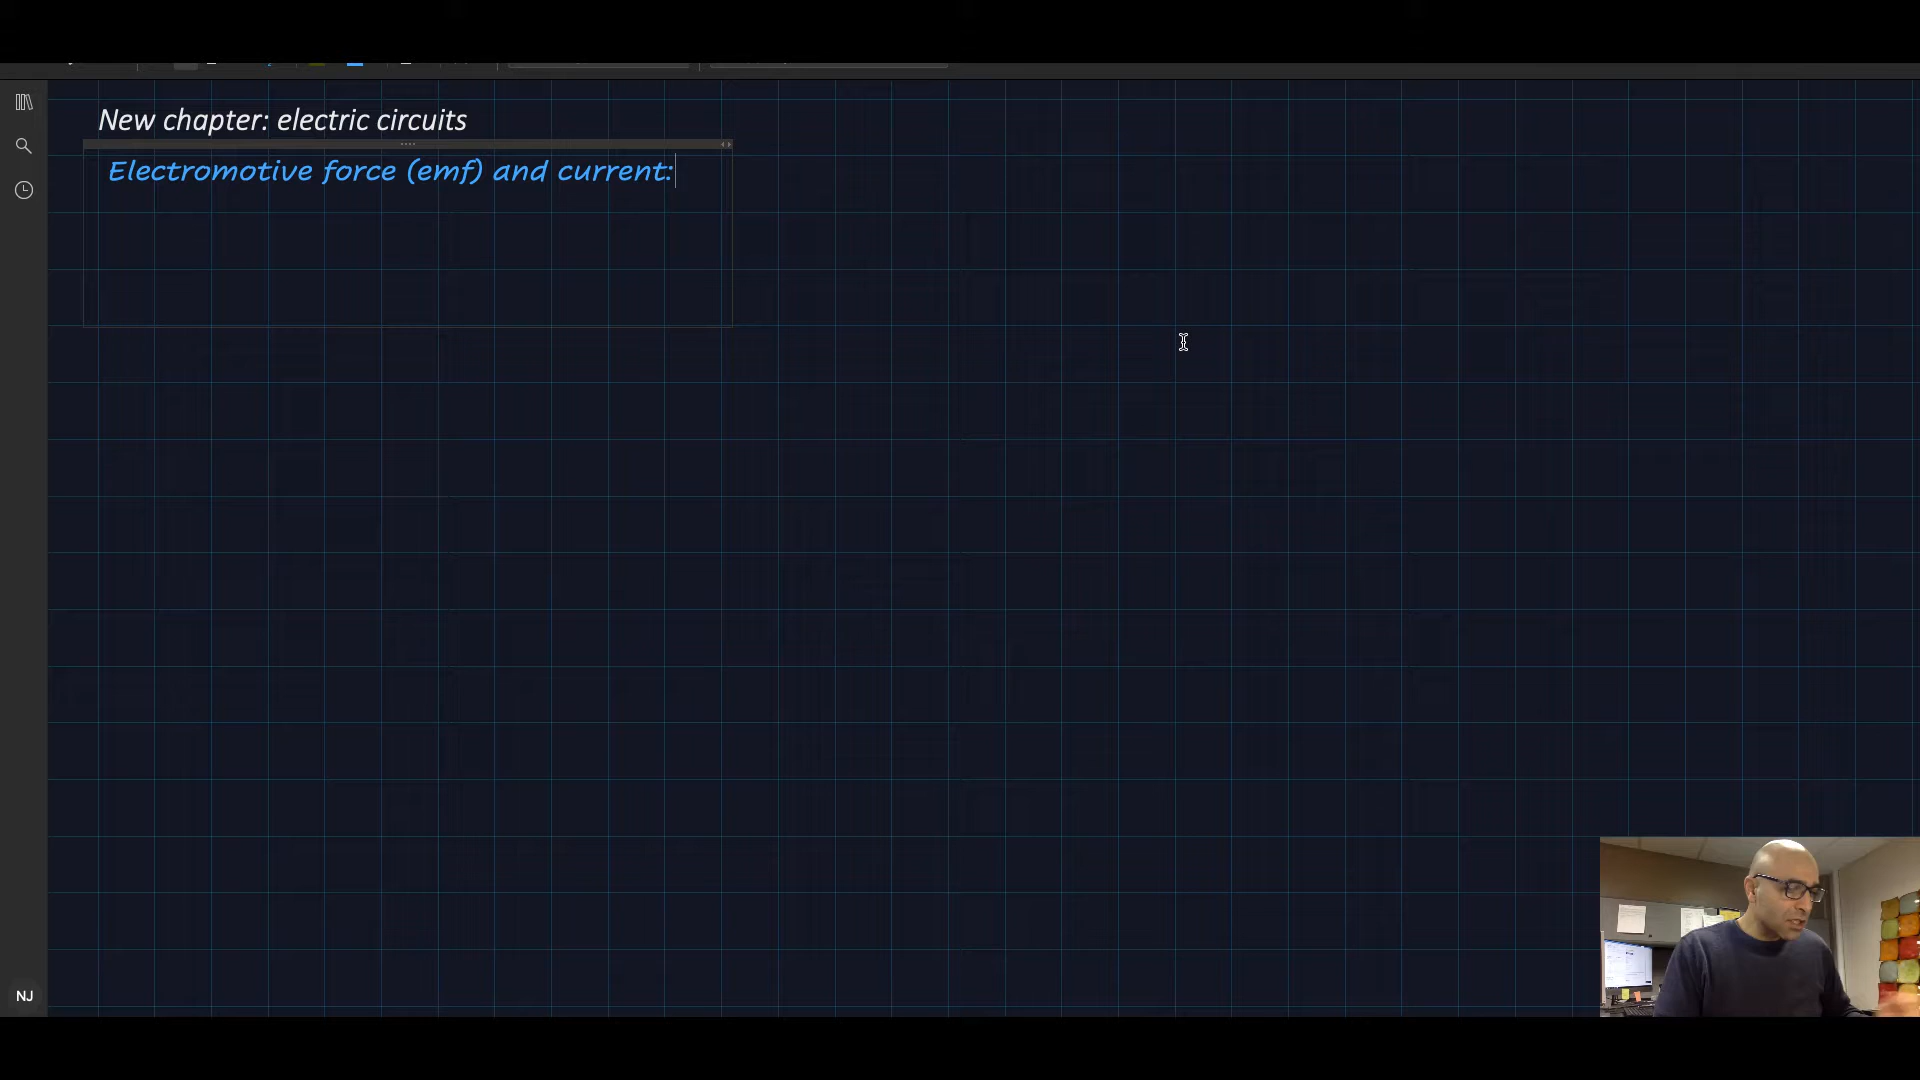 New chapter: electric circuits
Electromotive force (emf) and current:
NJ